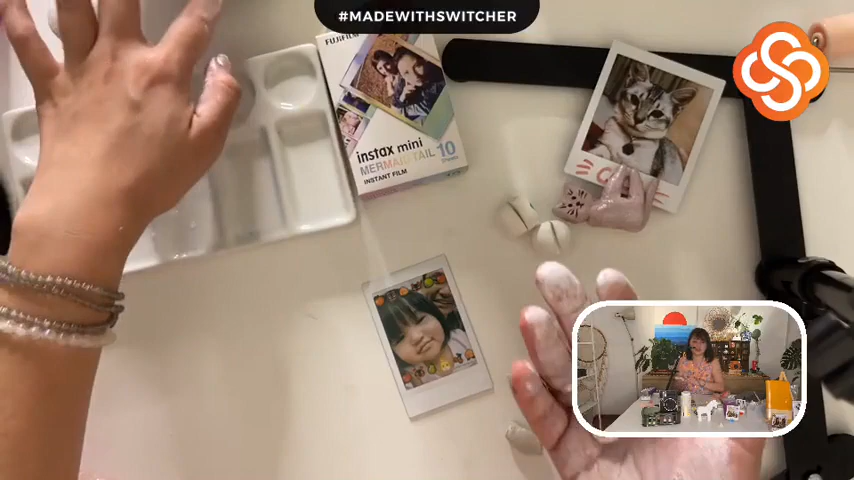 #MADEWITHSWITCHER
FUJIFILM
instax mini
MERMAID TAIL 10
INSTANT FILM